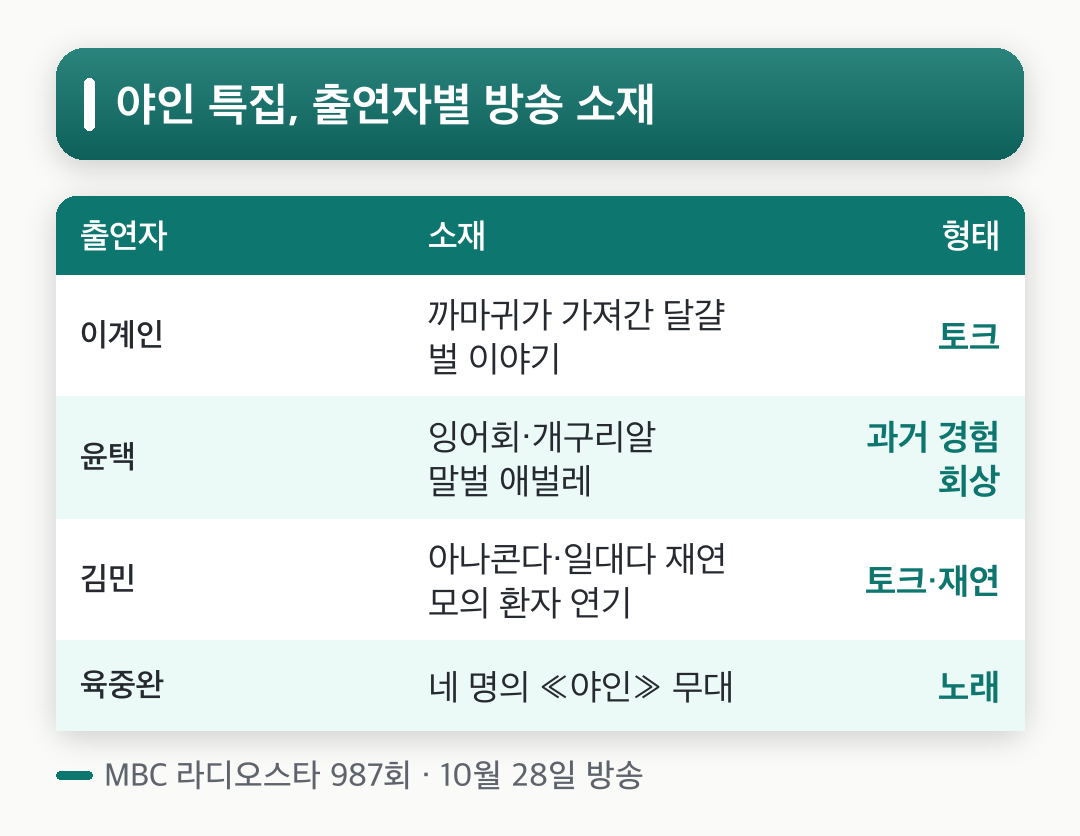 야인 특집, 출연자별 방송 소재
출연자 소재 형태
이계인 까마귀가 가져간 달걀 토크
벌 이야기
윤택 잉어회·개구리알 과거 경험
말벌 애벌레 회상
김민 아나콘다·일대다 재연 토크·재연
모의 환자 연기
육중완 네 명의 ≪야인≫ 무대 노래
MBC 라디오스타 987회 · 10월 28일 방송